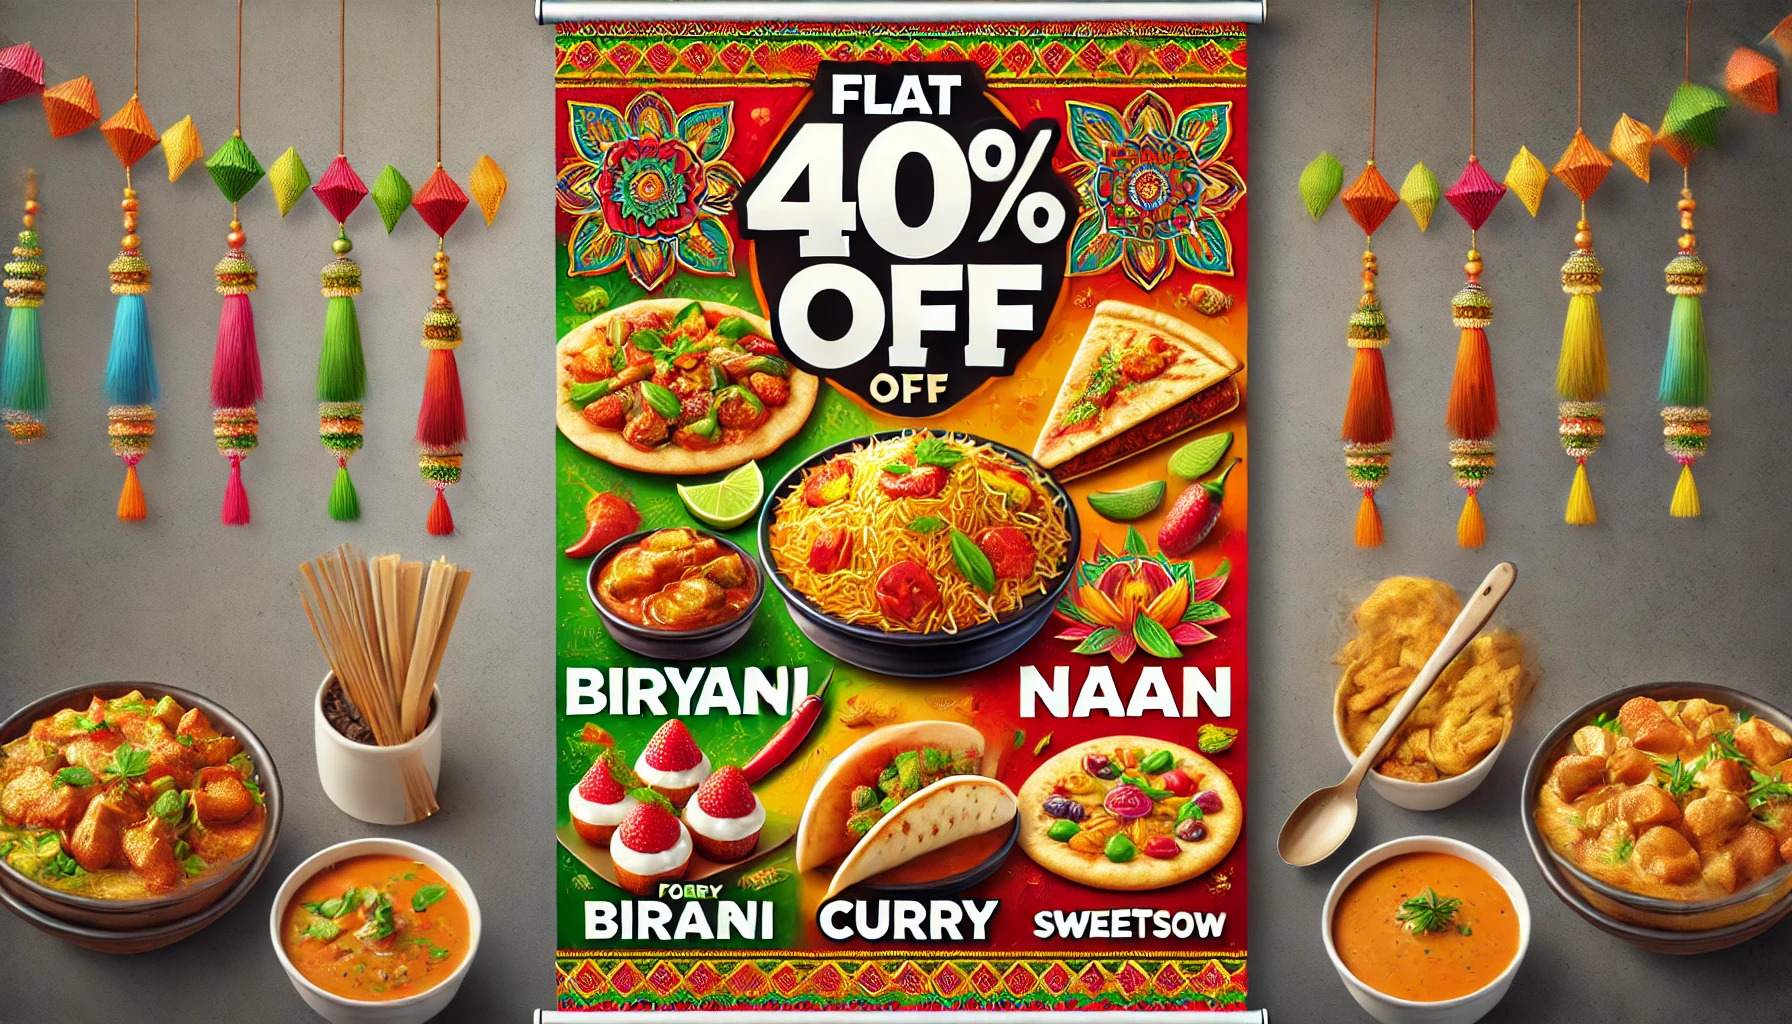 FLAT
40%
OFF
OFF
BIRYANI
NAAN
FORRY
BIRANI
CURRY
SWEETSOW